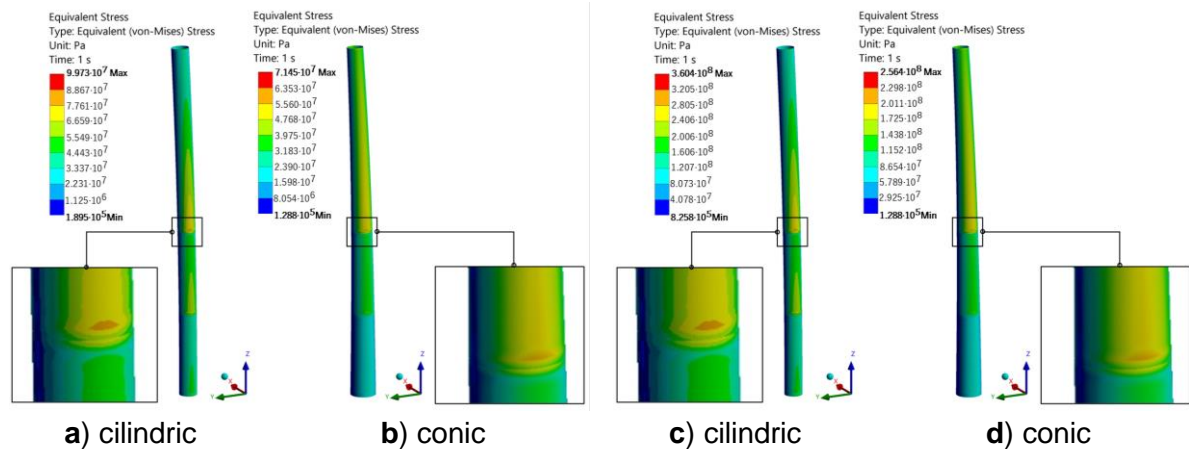 Equivalent Stress
Type: Equivalent (von-Mises) Stress
Unit: Pa
Time: 1 s
9.973·10⁷ Max
8.867·10⁷
7.761·10⁷
6.659·10⁷
5.549·10⁷
4.443·10⁷
3.337·10⁷
2.231·10⁷
1.125·10⁶
1.895·10⁵ Min
Z
X
Y
a) cilindric
Equivalent Stress
Type: Equivalent (von-Mises) Stress
Unit: Pa
Time: 1 s
7.145·10⁷ Max
6.353·10⁷
5.560·10⁷
4.768·10⁷
3.975·10⁷
3.183·10⁷
2.390·10⁷
1.598·10⁷
8.054·10⁶
1.288·10⁵ Min
Z
X
Y
b) conic
Equivalent Stress
Type: Equivalent (von-Mises) Stress
Unit: Pa
Time: 1 s
3.604·10⁸ Max
3.205·10⁸
2.805·10⁸
2.406·10⁸
2.006·10⁸
1.606·10⁸
1.207·10⁸
8.073·10⁷
4.078·10⁷
8.258·10⁵ Min
Z
X
Y
c) cilindric
Equivalent Stress
Type: Equivalent (von-Mises) Stress
Unit: Pa
Time: 1 s
2.564·10⁸ Max
2.298·10⁸
2.011·10⁸
1.725·10⁸
1.438·10⁸
1.152·10⁸
8.654·10⁷
5.789·10⁷
2.925·10⁷
1.288·10⁵ Min
Z
X
Y
d) conic